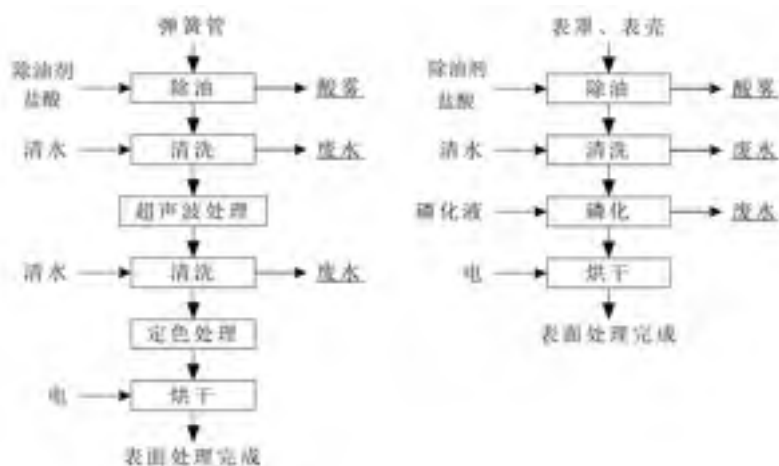 弹簧管
除油剂
盐酸
除油
酸雾
清水
清洗
废水
超声波处理
清水
清洗
废水
定色处理
电
烘干
表面处理完成
表罩、表壳
除油剂
盐酸
除油
酸雾
清水
清洗
废水
磷化液
磷化
废水
电
烘干
表面处理完成